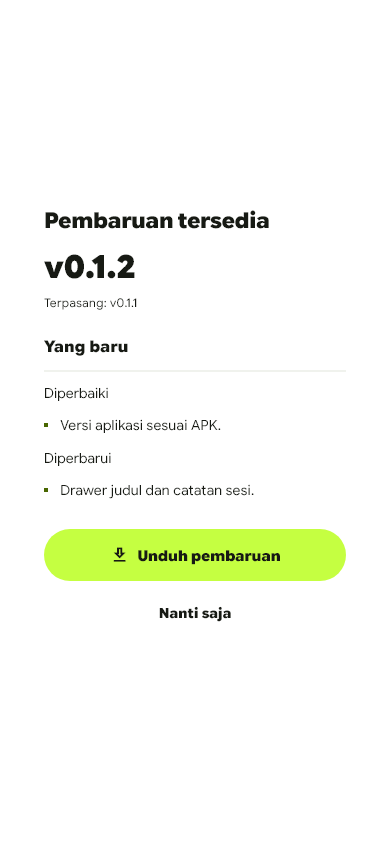 Pembaruan tersedia
v0.1.2
Terpasang: v0.1.1
Yang baru
Diperbaiki
Versi aplikasi sesuai APK.
Diperbarui
Drawer judul dan catatan sesi.
Unduh pembaruan
Nanti saja